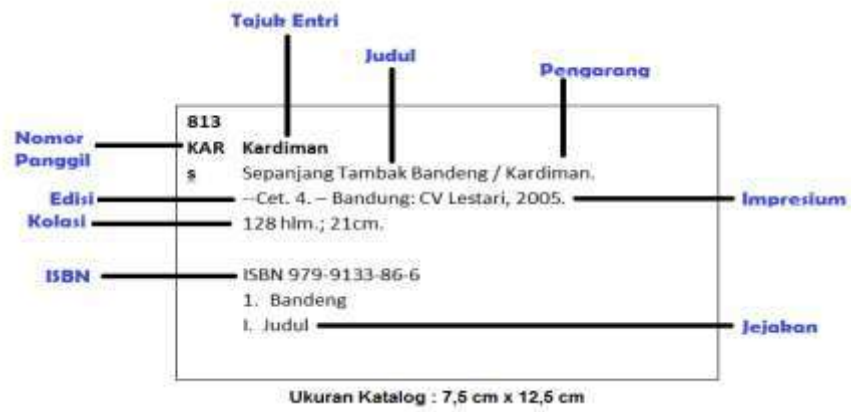 Tajuk Entri
Judul
Pengarang
813
Nomor Panggil
KAR Kardiman
s Sepanjang Tambak Bandeng / Kardiman.
Edisi
--Cet. 4. – Bandung: CV Lestari, 2005.
Impresium
Kolasi
128 hlm.; 21cm.
ISBN
ISBN 979-9133-86-6
1. Bandeng
I. Judul
Jejakan
Ukuran Katalog : 7,5 cm x 12,5 cm